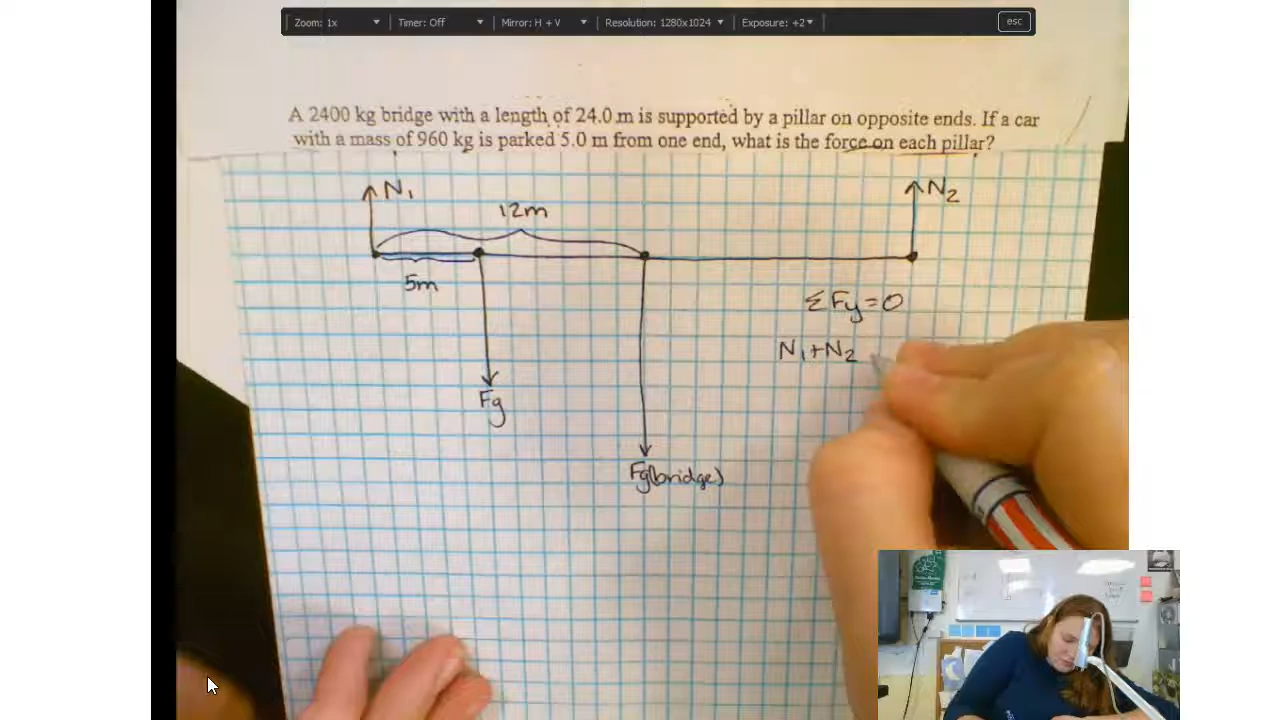 Zoom: 1x Timer: Off Mirror: H + V Resolution: 1280x1024 Exposure: +2 esc
A 2400 kg bridge with a length of 24.0 m is supported by a pillar on opposite ends. If a car
with a mass of 960 kg is parked 5.0 m from one end, what is the force on each pillar?
N₁
N₂
12m
5m
ΣFy=0
N₁+N₂
Fg
Fg(bridge)